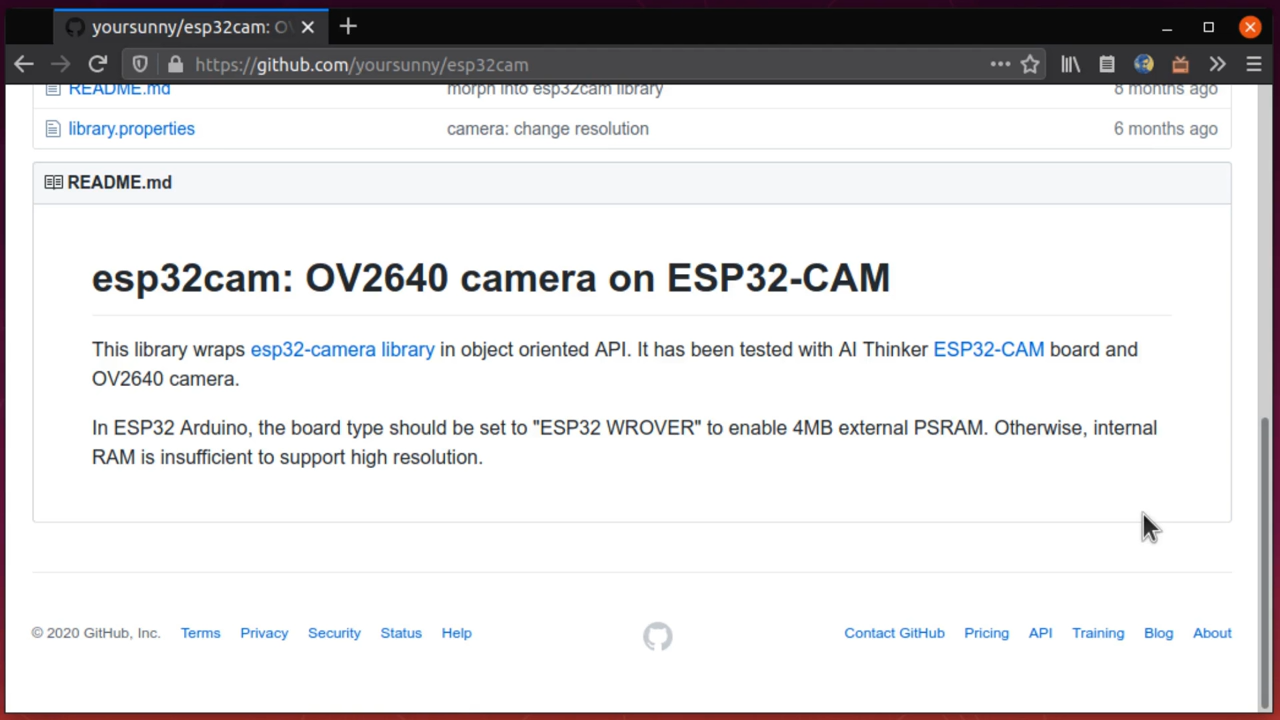 yoursunny/esp32cam: O
https://github.com/yoursunny/esp32cam
README.md morph into esp32cam library 8 months ago
library.properties camera: change resolution 6 months ago
README.md
esp32cam: OV2640 camera on ESP32-CAM
This library wraps esp32-camera library in object oriented API. It has been tested with AI Thinker ESP32-CAM board and
OV2640 camera.
In ESP32 Arduino, the board type should be set to "ESP32 WROVER" to enable 4MB external PSRAM. Otherwise, internal
RAM is insufficient to support high resolution.
© 2020 GitHub, Inc. Terms Privacy Security Status Help Contact GitHub Pricing API Training Blog About